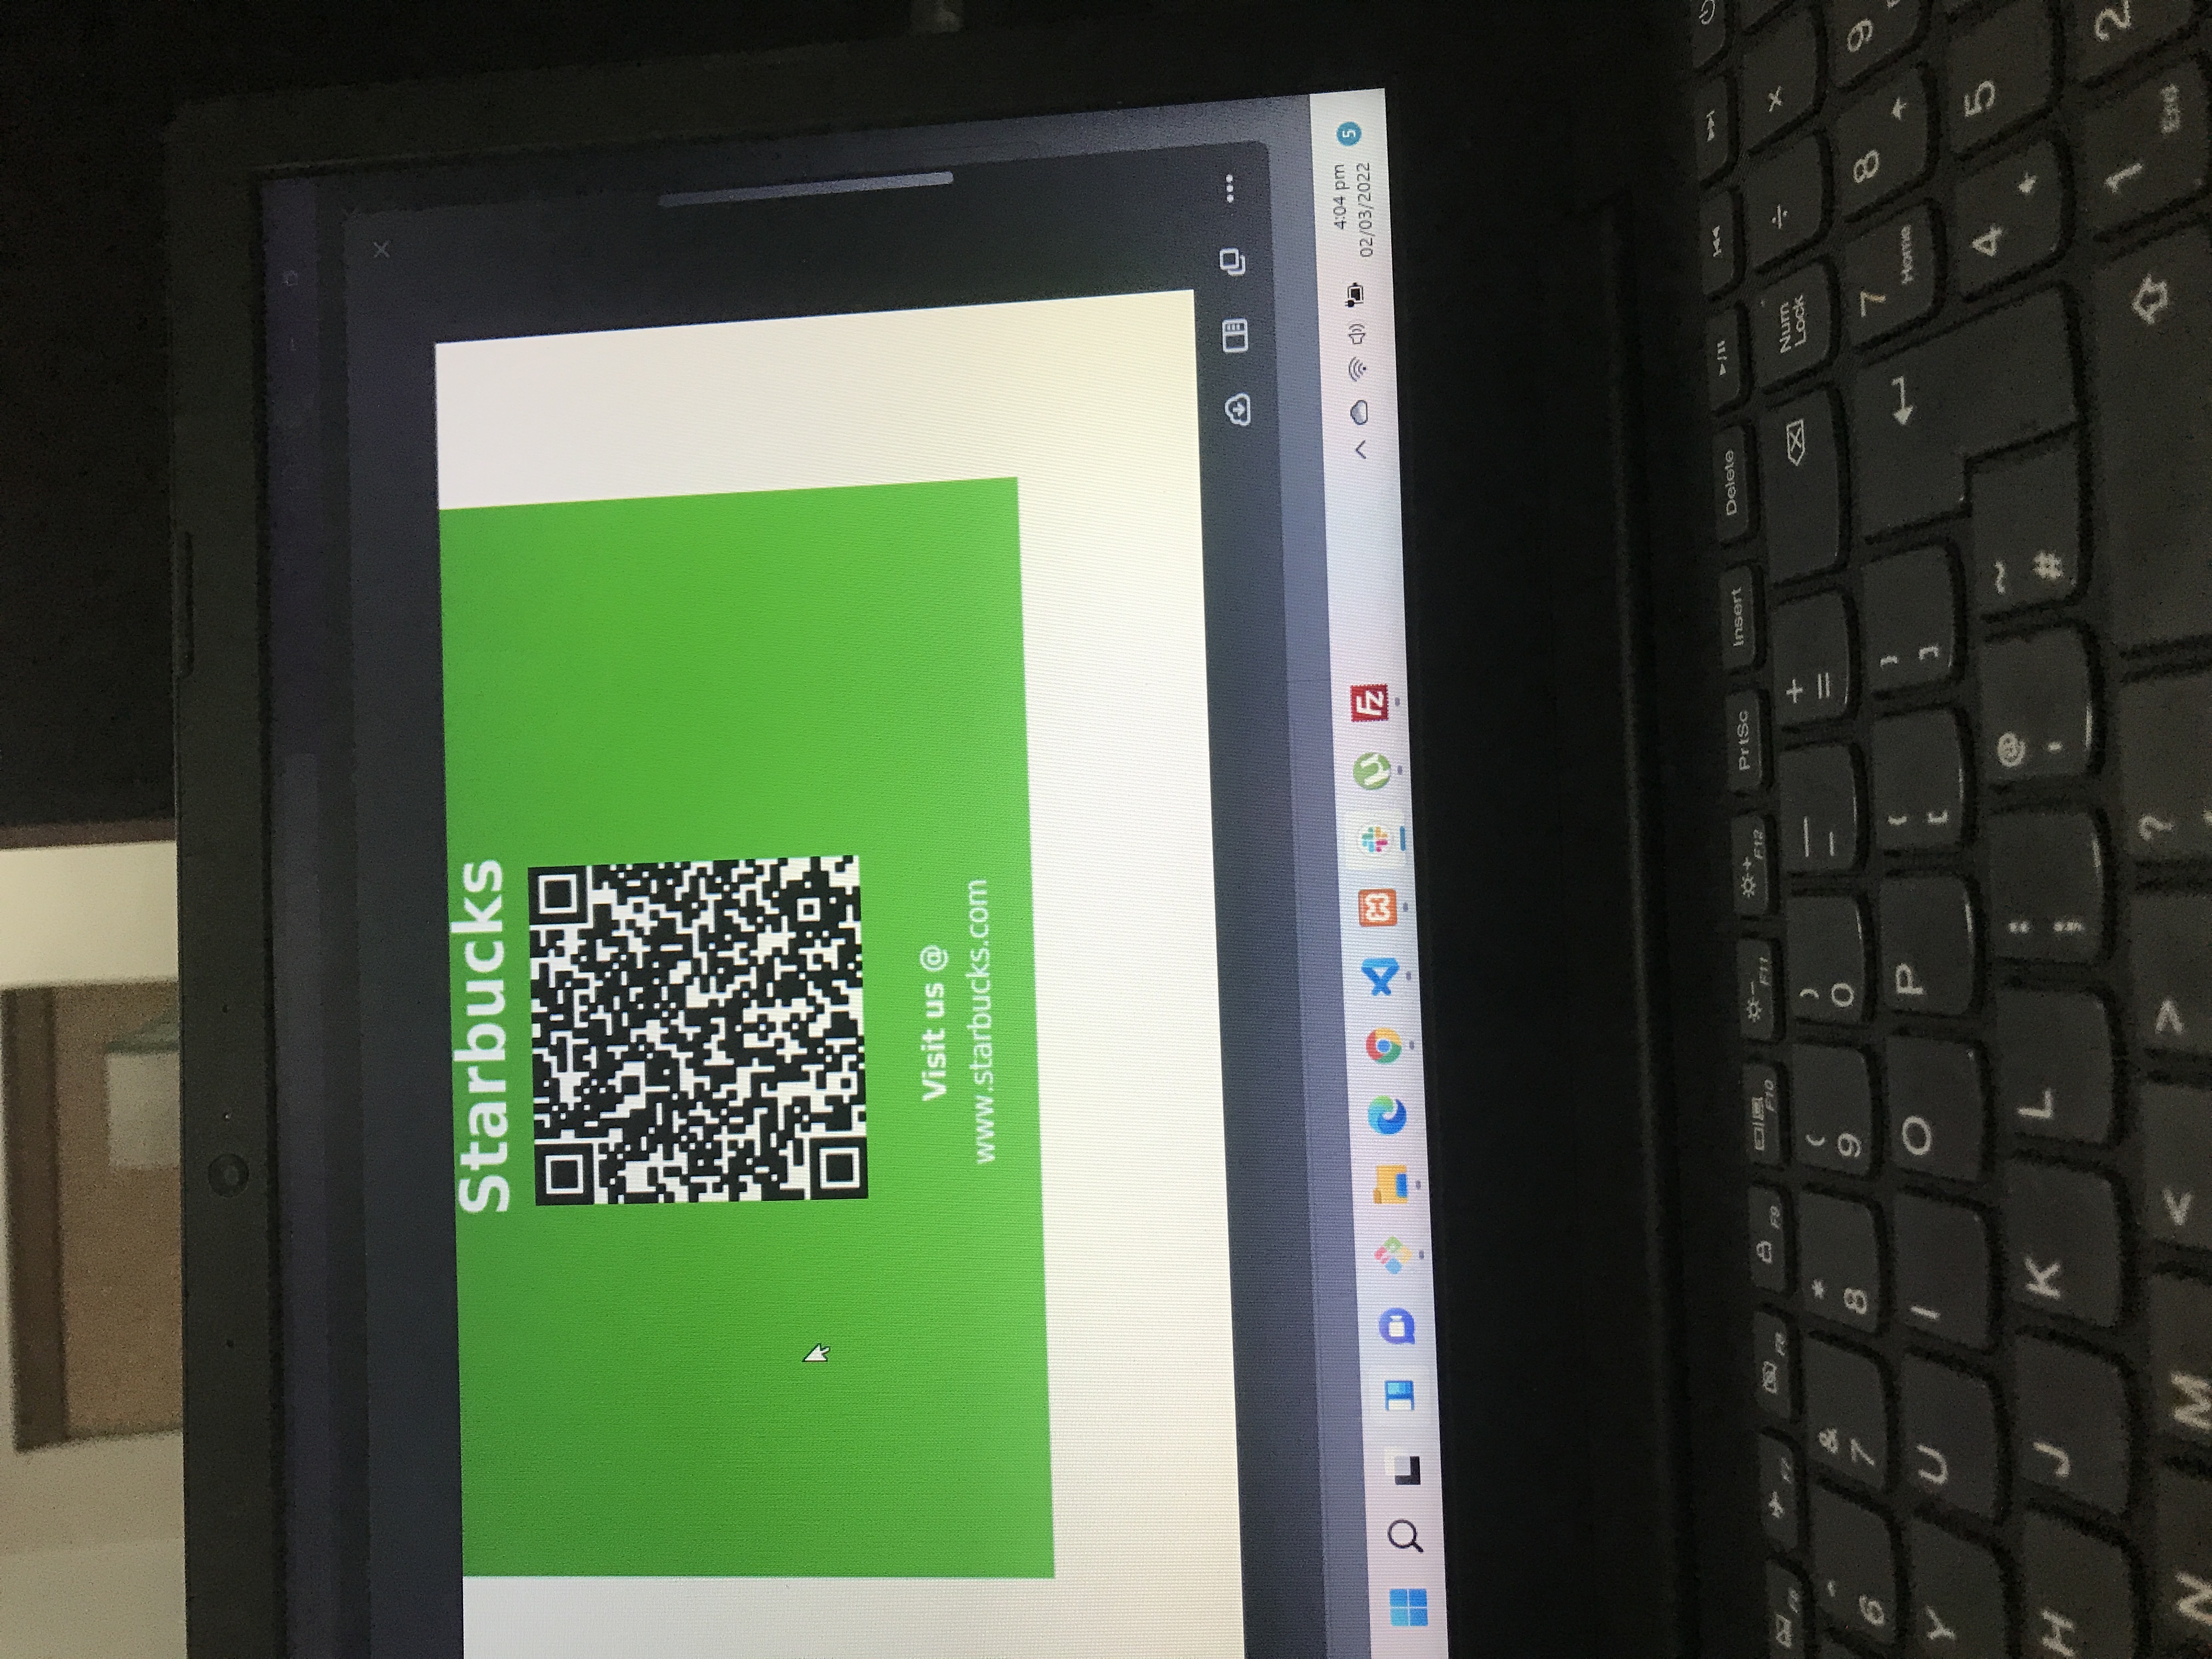 Starbucks
Visit us @
www.starbucks.com
4:04 pm
02/03/2022
5
Fz
F6 F7 F8 F9 F10 F11 F12 PrtSc Insert Delete
^ 6 & 7 * 8 ( 9 ) 0 — - + = Num Lock ÷ ×
Y U I O P { [ } ] 7 Home 8 9
H J K L : ; @ ' ~ # 4 5
N M < > ? 1 End 2